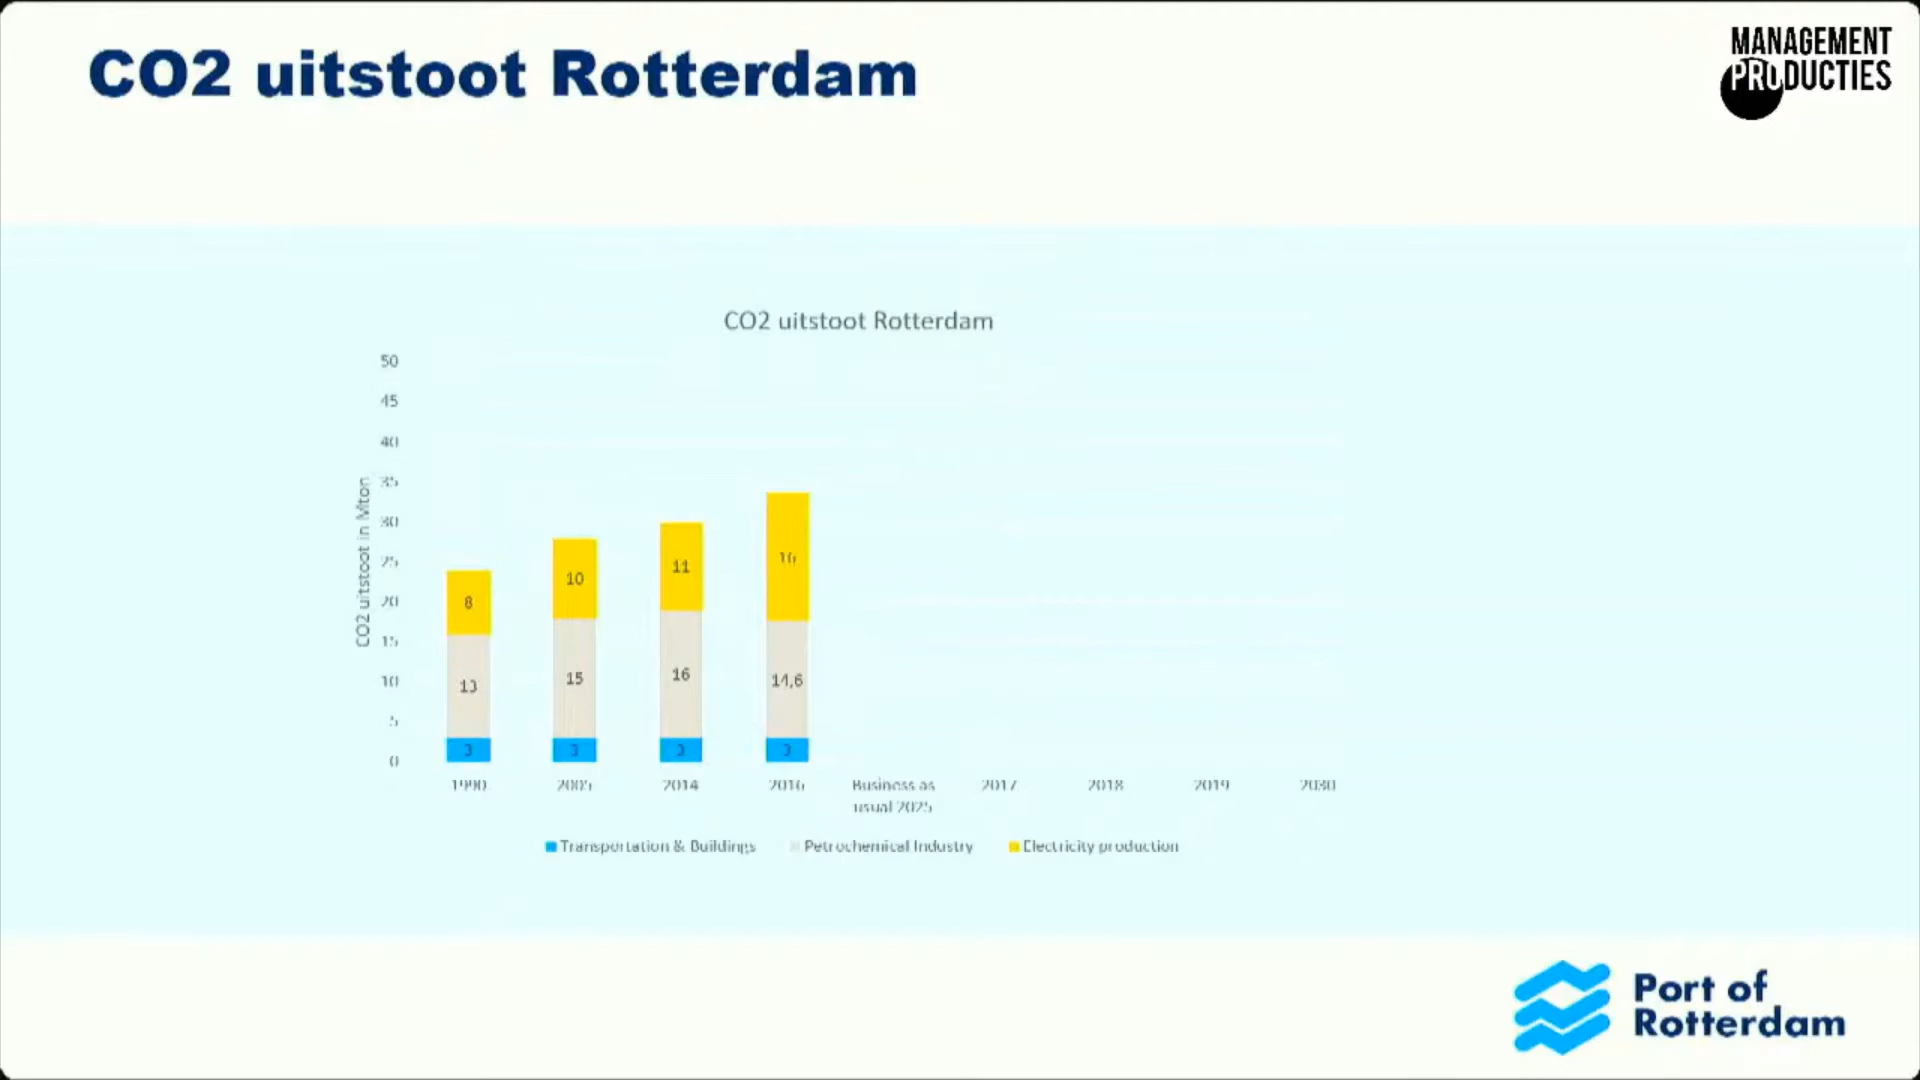 CO2 uitstoot Rotterdam
MANAGEMENT
PRODUCTIES
CO2 uitstoot Rotterdam
50
45
40
35
30
25
20
15
10
5
0
CO2 uitstoot in Mton
8
13
3
10
15
3
11
16
3
16
14,6
3
1990
2005
2014
2016
Business as
usual 2025
2017
2018
2019
2030
Transportation & Buildings
Petrochemical Industry
Electricity production
Port of
Rotterdam